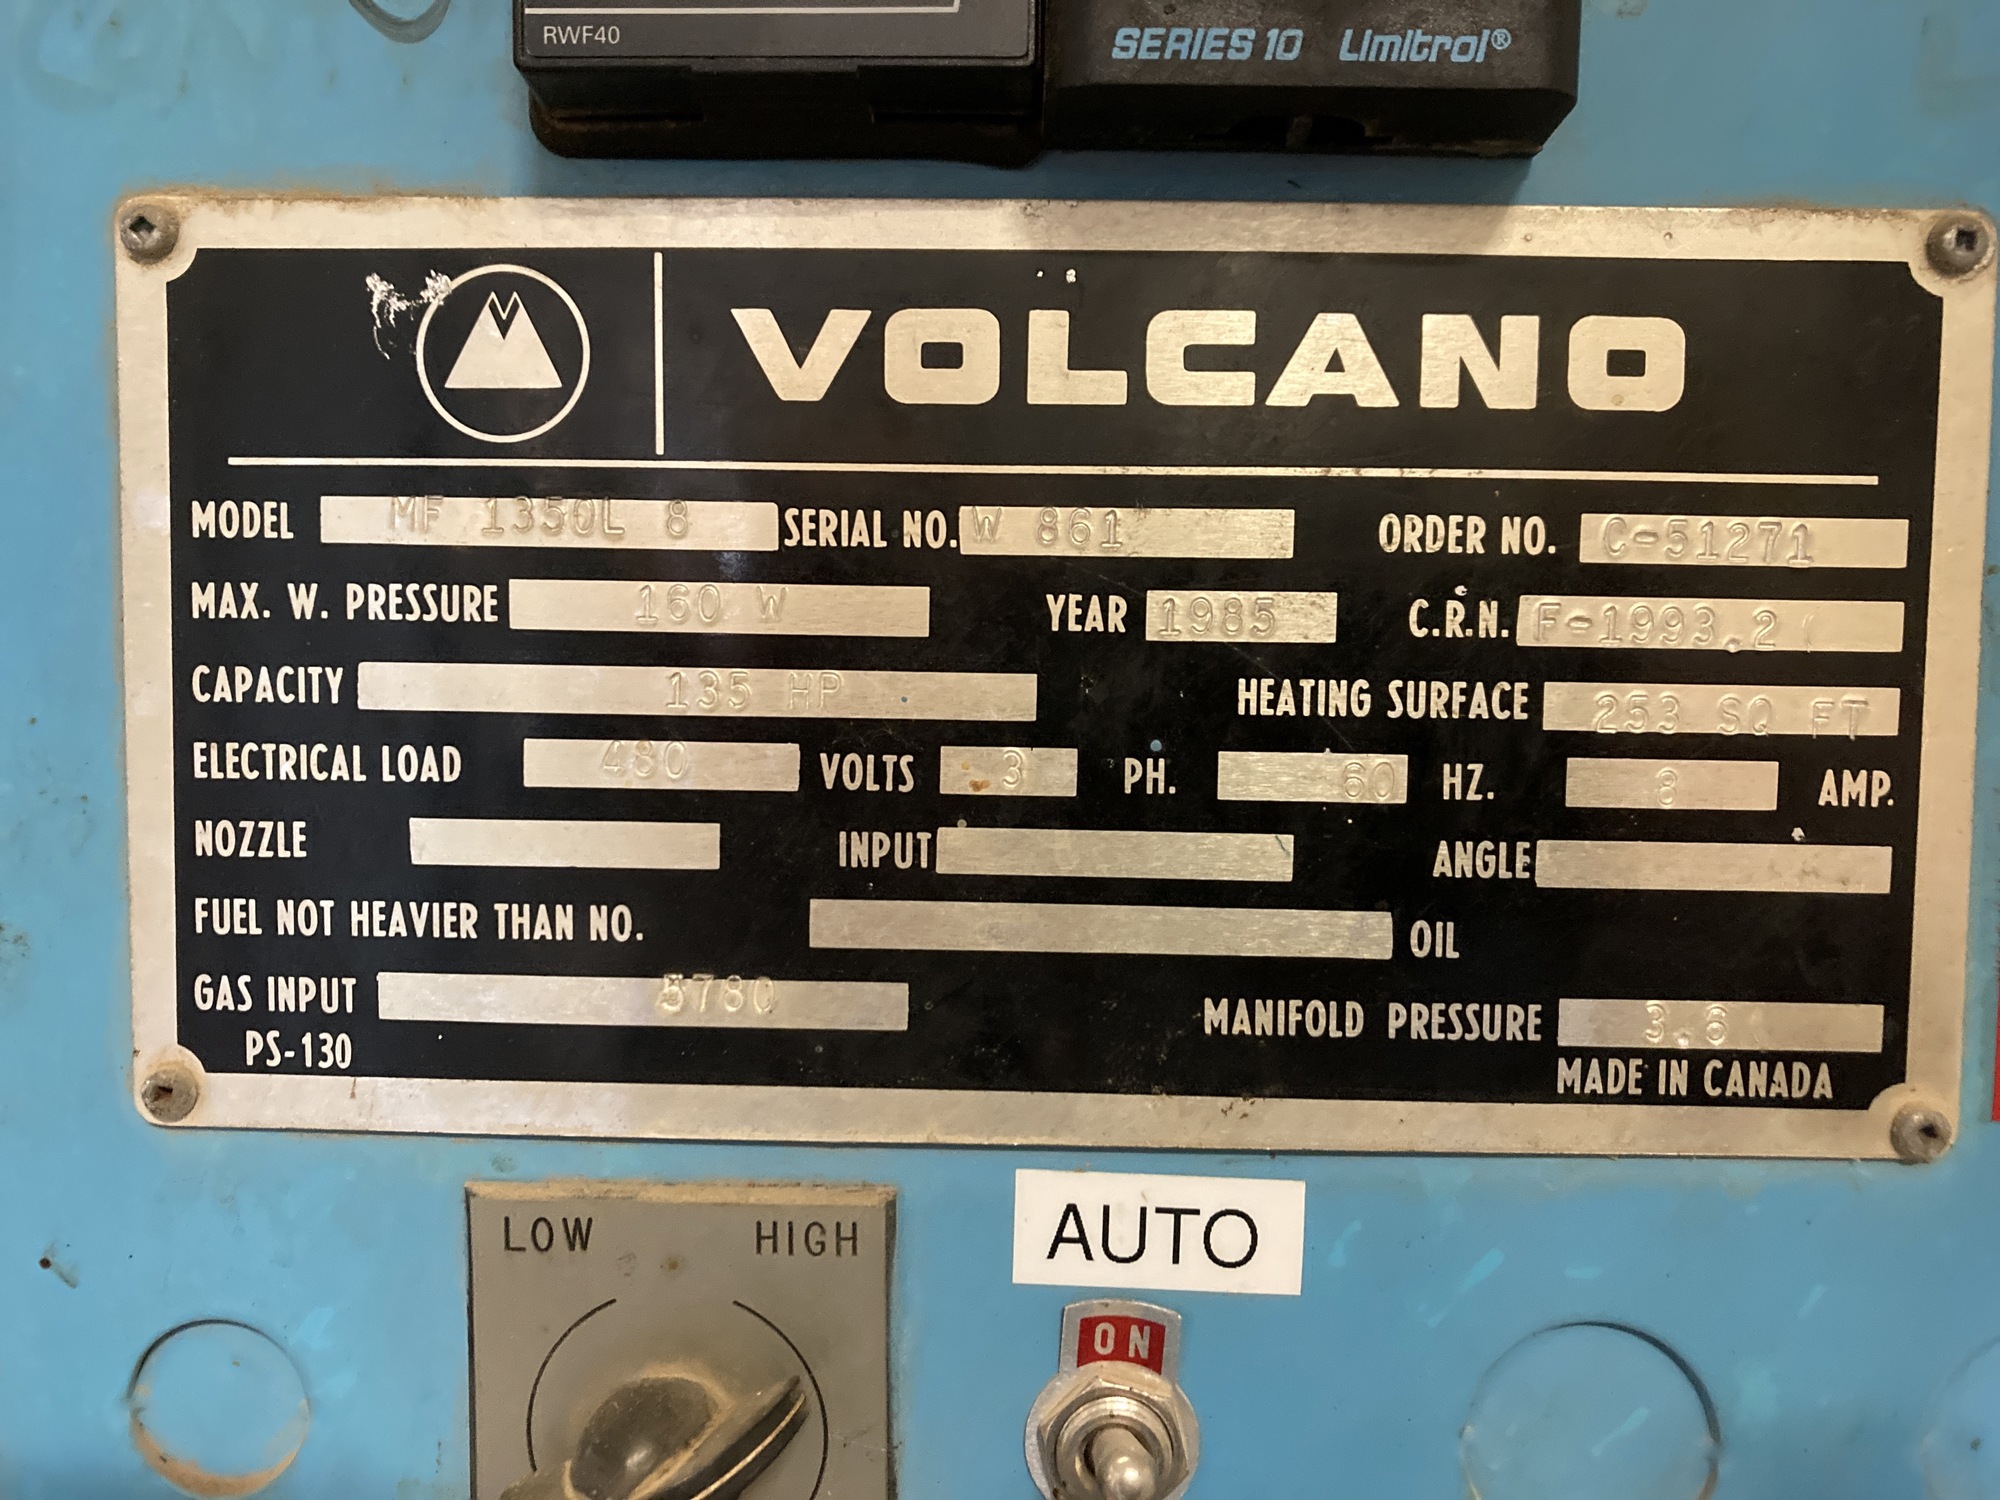 RWF40
SERIES 10 Limitrol®
VOLCANO
MODEL MF 1350L 8 SERIAL NO. W 861 ORDER NO. C-51271
MAX. W. PRESSURE 160 W YEAR 1985 C.R.N. F-1993.2
CAPACITY 135 HP HEATING SURFACE 253 SQ FT
ELECTRICAL LOAD 480 VOLTS 3 PH. 60 HZ. 8 AMP.
NOZZLE INPUT ANGLE
FUEL NOT HEAVIER THAN NO. OIL
GAS INPUT 5780 MANIFOLD PRESSURE
PS-130 MADE IN CANADA
LOW HIGH
AUTO
ON